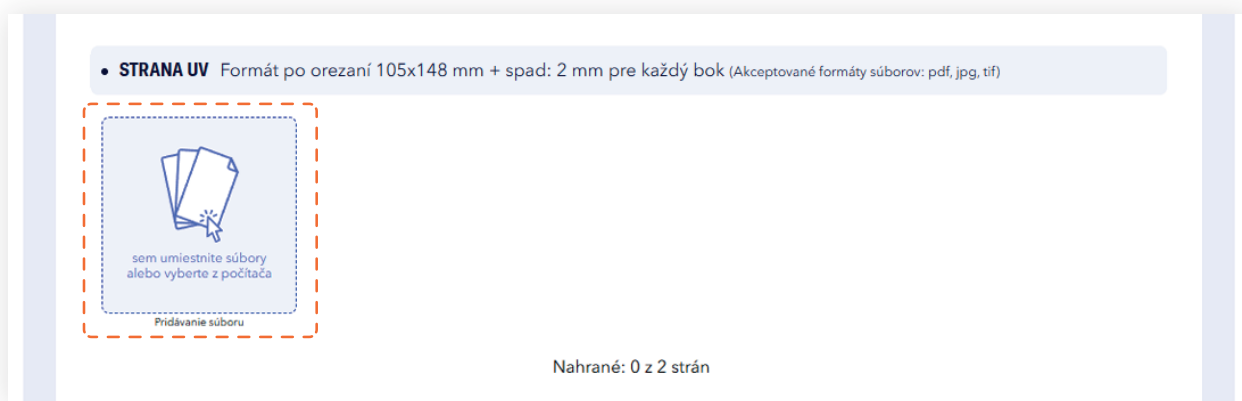 • STRANA UV Formát po orezaní 105x148 mm + spad: 2 mm pre každý bok (Akceptované formáty súborov: pdf, jpg, tif)
sem umiestnite súbory
alebo vyberte z počítača
Pridávanie súboru
Nahrané: 0 z 2 strán